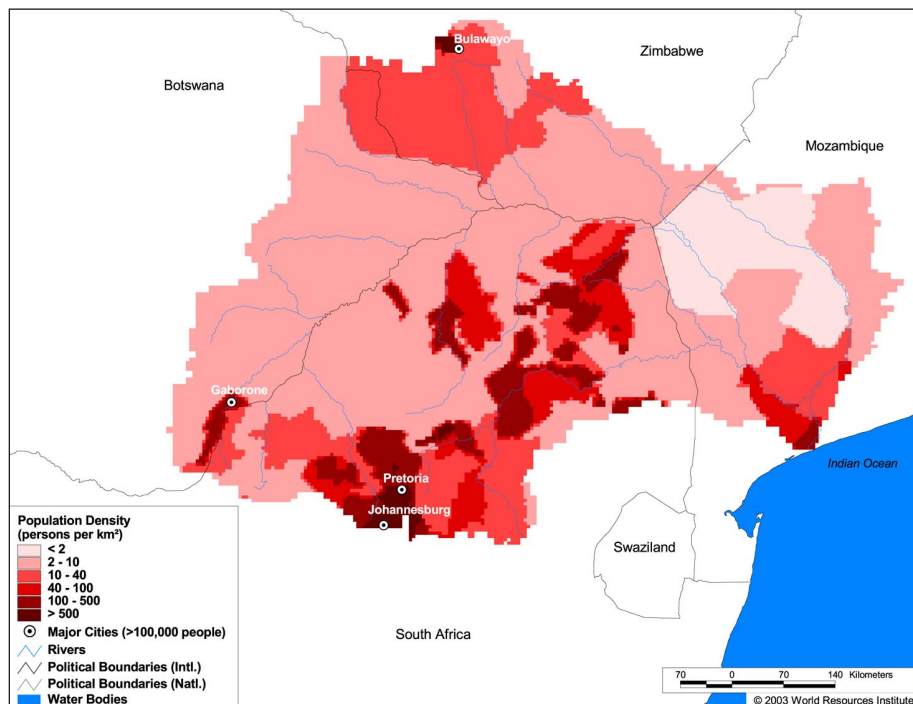 Bulawayo
Zimbabwe
Botswana
Mozambique
Gaborone
Indian Ocean
Pretoria
Johannesburg
Swaziland
South Africa
Population Density
(persons per km²)
< 2
2 - 10
10 - 40
40 - 100
100 - 500
> 500
Major Cities (>100,000 people)
Rivers
Political Boundaries (Intl.)
Political Boundaries (Natl.)
Water Bodies
70 0 70 140 Kilometers
© 2003 World Resources Institute